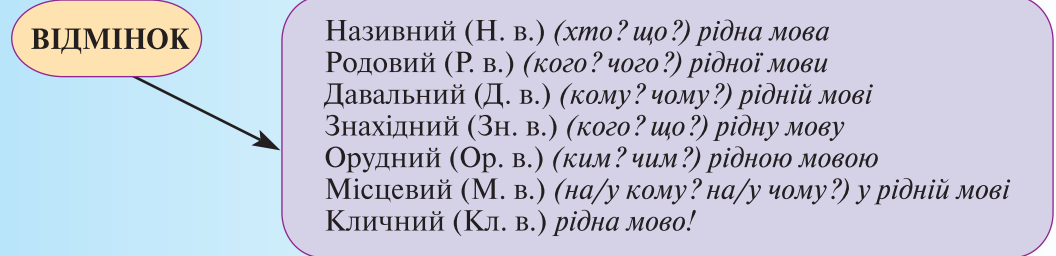 ВІДМІНОК
Називний (Н. в.) (хто? що?) рідна мова
Родовий (Р. в.) (кого? чого?) рідної мови
Давальний (Д. в.) (кому? чому?) рідній мові
Знахідний (Зн. в.) (кого? що?) рідну мову
Орудний (Ор. в.) (ким? чим?) рідною мовою
Місцевий (М. в.) (на/у кому? на/у чому?) у рідній мові
Кличний (Кл. в.) рідна мово!